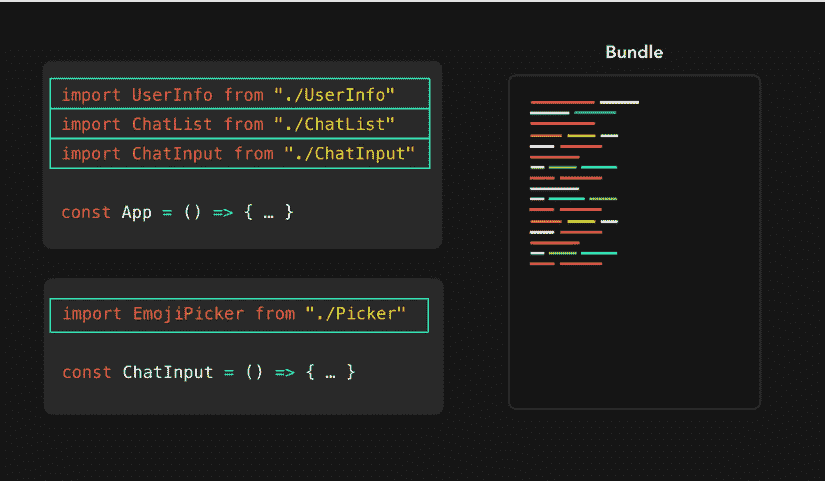 import UserInfo from "./UserInfo"
import ChatList from "./ChatList"
import ChatInput from "./ChatInput"
const App = () => { … }
import EmojiPicker from "./Picker"
const ChatInput = () => { … }
Bundle